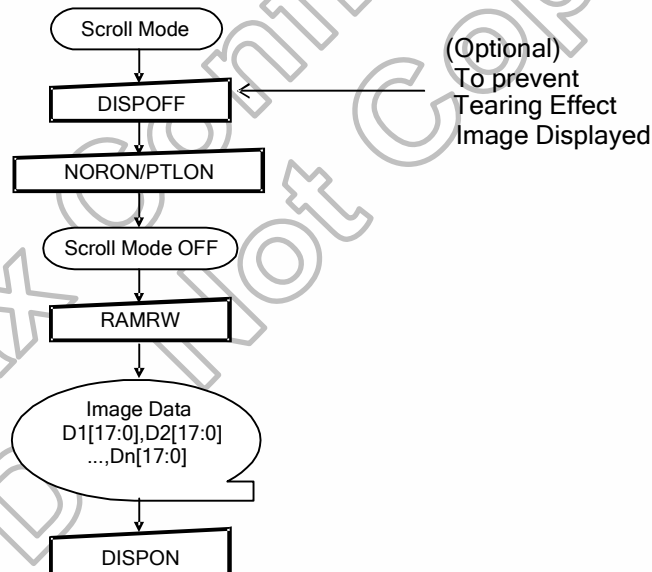 Scroll Mode
(Optional)
To prevent
Tearing Effect
Image Displayed
DISPOFF
NORON/PTLON
Scroll Mode OFF
RAMRW
Image Data
D1[17:0],D2[17:0]
...,Dn[17:0]
DISPON